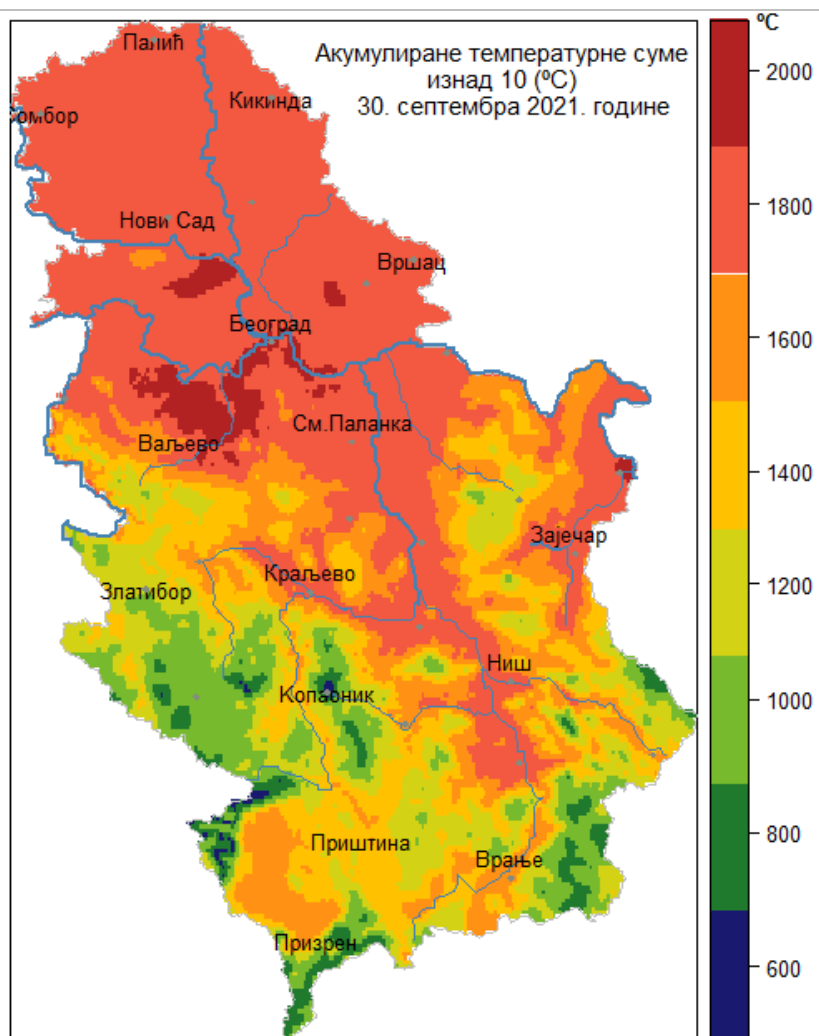 ºC
Палић
Акумулиране температурне суме
изнад 10 (ºC)
30. септембра 2021. године
2000
Кикинда
Сомбор
1800
Нови Сад
Вршац
Београд
1600
См.Паланка
Ваљево
1400
Зајечар
Краљево
Златибор
1200
Ниш
Копаоник
1000
800
Приштина
Врање
Призрен
600